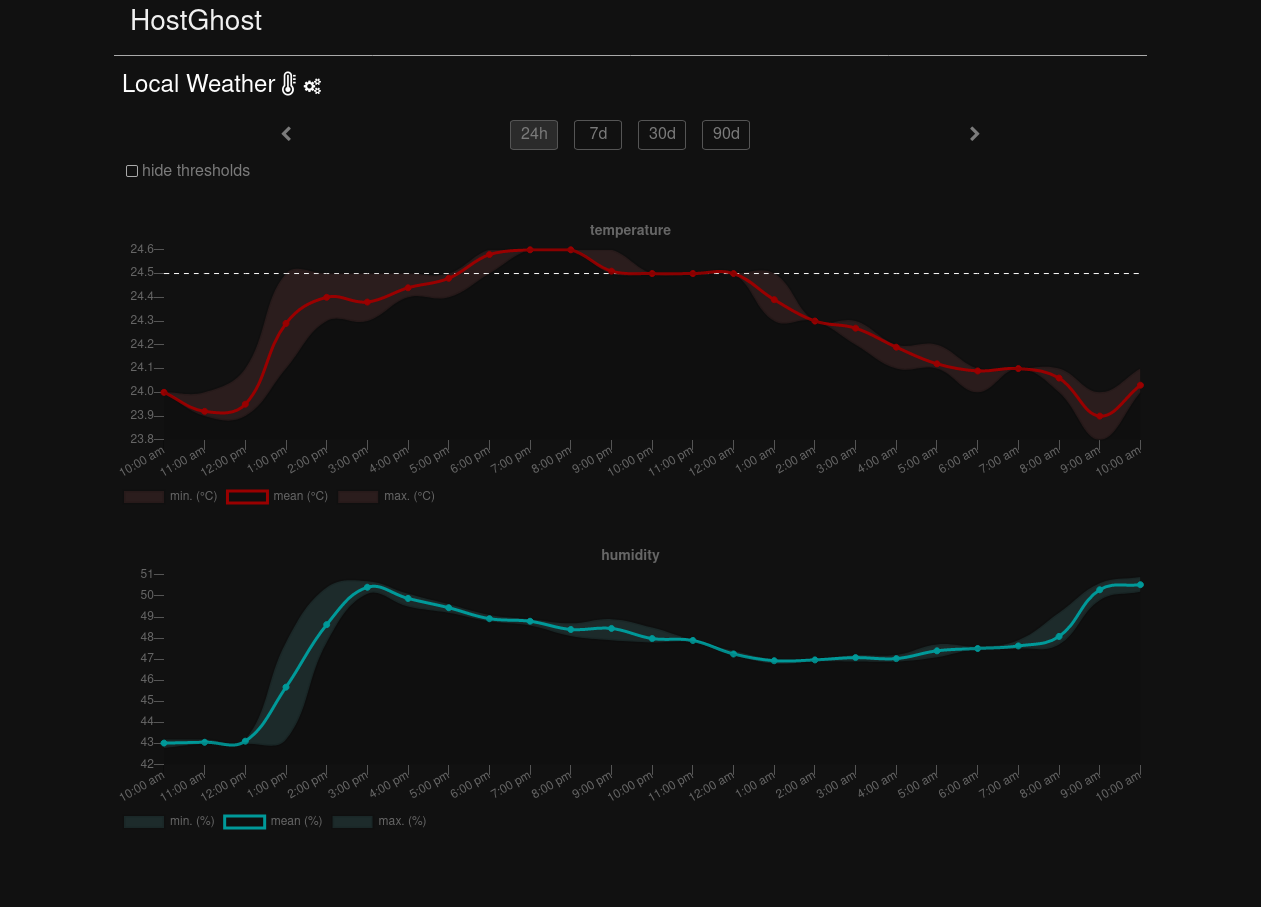 HostGhost
Local Weather
24h 7d 30d 90d
hide thresholds
temperature
24.6
24.5
24.4
24.3
24.2
24.1
24.0
23.9
23.8
10:00 am 11:00 am 12:00 pm 1:00 pm 2:00 pm 3:00 pm 4:00 pm 5:00 pm 6:00 pm 7:00 pm 8:00 pm 9:00 pm 10:00 pm 11:00 pm 12:00 am 1:00 am 2:00 am 3:00 am 4:00 am 5:00 am 6:00 am 7:00 am 8:00 am 9:00 am 10:00 am
min. (°C) mean (°C) max. (°C)
humidity
51
50
49
48
47
46
45
44
43
42
10:00 am 11:00 am 12:00 pm 1:00 pm 2:00 pm 3:00 pm 4:00 pm 5:00 pm 6:00 pm 7:00 pm 8:00 pm 9:00 pm 10:00 pm 11:00 pm 12:00 am 1:00 am 2:00 am 3:00 am 4:00 am 5:00 am 6:00 am 7:00 am 8:00 am 9:00 am 10:00 am
min. (%) mean (%) max. (%)